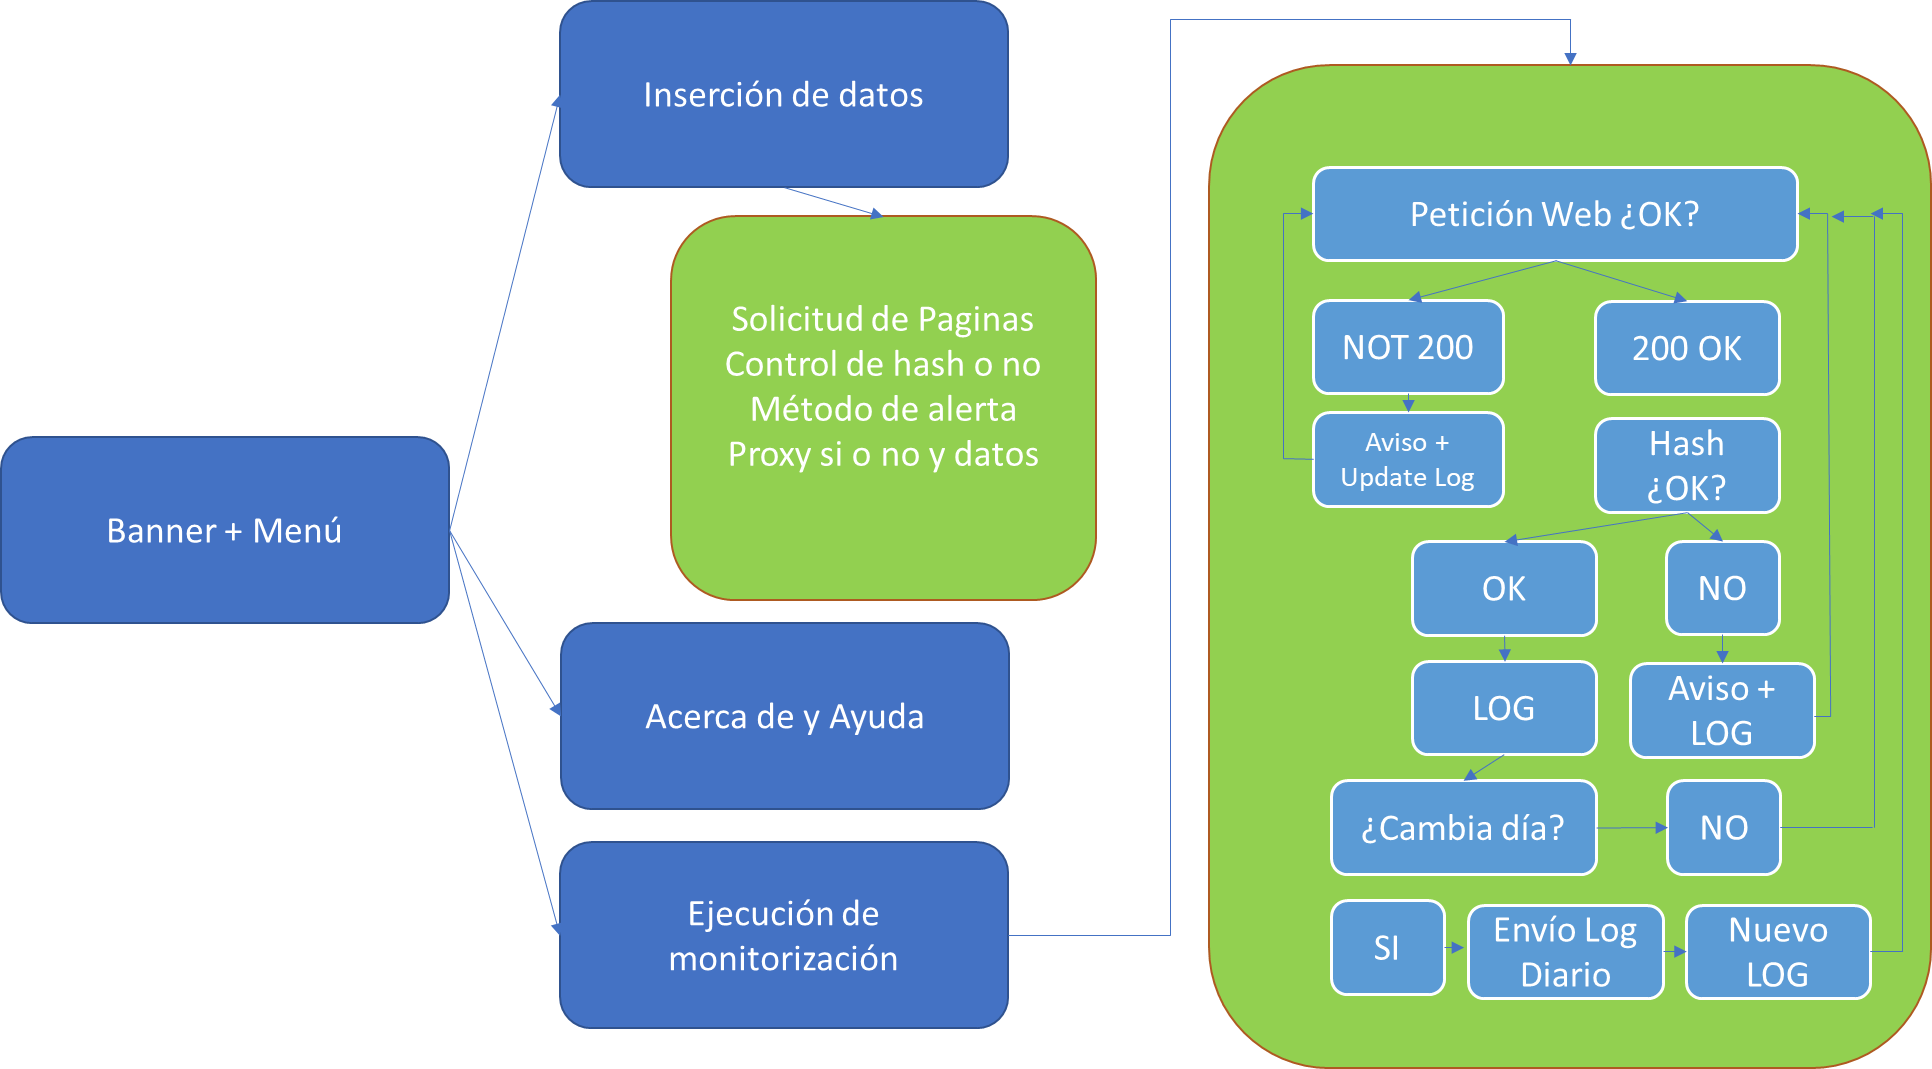 Banner + Menú
Inserción de datos
Solicitud de Paginas
Control de hash o no
Método de alerta
Proxy si o no y datos
Acerca de y Ayuda
Ejecución de
monitorización
Petición Web ¿OK?
NOT 200
200 OK
Aviso +
Update Log
Hash
¿OK?
OK
NO
LOG
Aviso +
LOG
¿Cambia día?
NO
SI
Envío Log
Diario
Nuevo
LOG